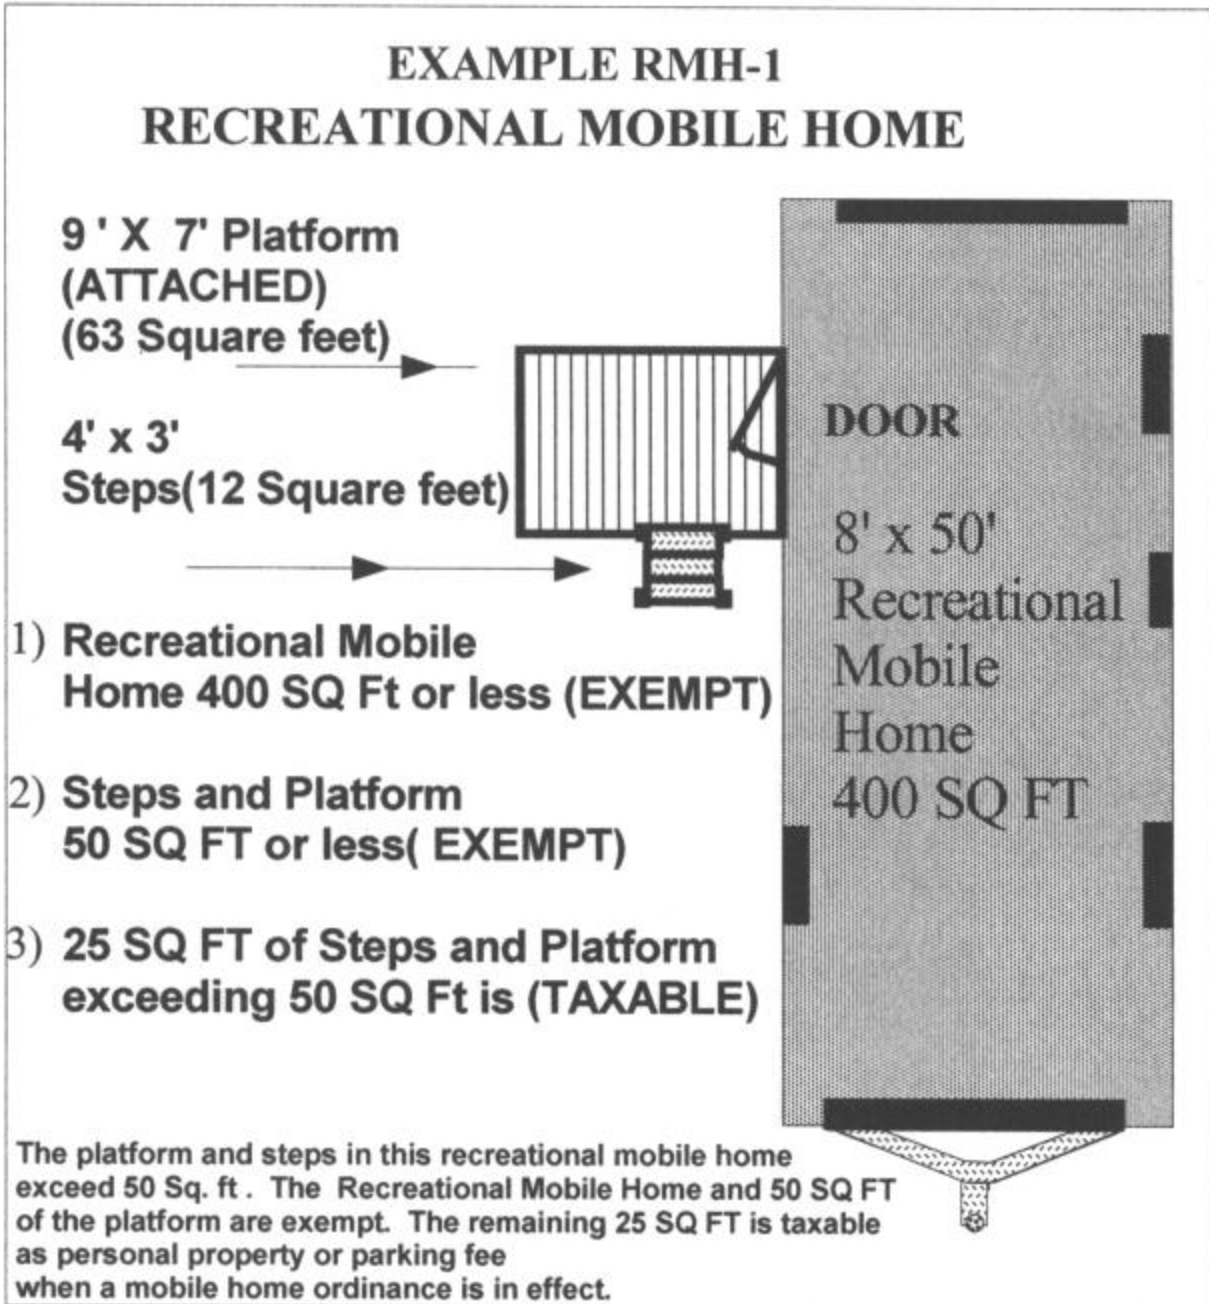 EXAMPLE RMH-1
RECREATIONAL MOBILE HOME
9 ' X 7' Platform
(ATTACHED)
(63 Square feet)
4' x 3'
Steps(12 Square feet)
DOOR
8' x 50'
Recreational
Mobile
Home
400 SQ FT
1) Recreational Mobile
Home 400 SQ Ft or less (EXEMPT)
2) Steps and Platform
50 SQ FT or less( EXEMPT)
3) 25 SQ FT of Steps and Platform
exceeding 50 SQ Ft is (TAXABLE)
The platform and steps in this recreational mobile home
exceed 50 Sq. ft . The Recreational Mobile Home and 50 SQ FT
of the platform are exempt. The remaining 25 SQ FT is taxable
as personal property or parking fee
when a mobile home ordinance is in effect.